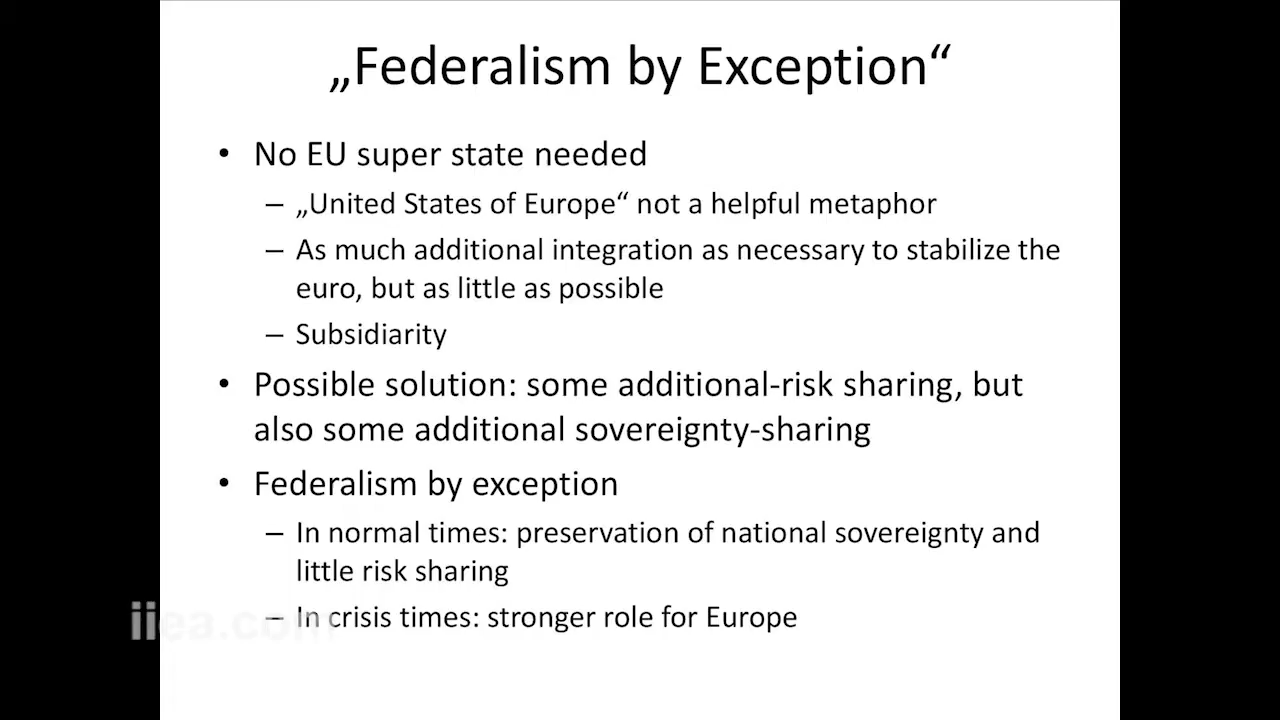 „Federalism by Exception“
• No EU super state needed
– „United States of Europe“ not a helpful metaphor
– As much additional integration as necessary to stabilize the
euro, but as little as possible
– Subsidiarity
• Possible solution: some additional-risk sharing, but
also some additional sovereignty-sharing
• Federalism by exception
– In normal times: preservation of national sovereignty and
little risk sharing
– In crisis times: stronger role for Europe
iiea.com